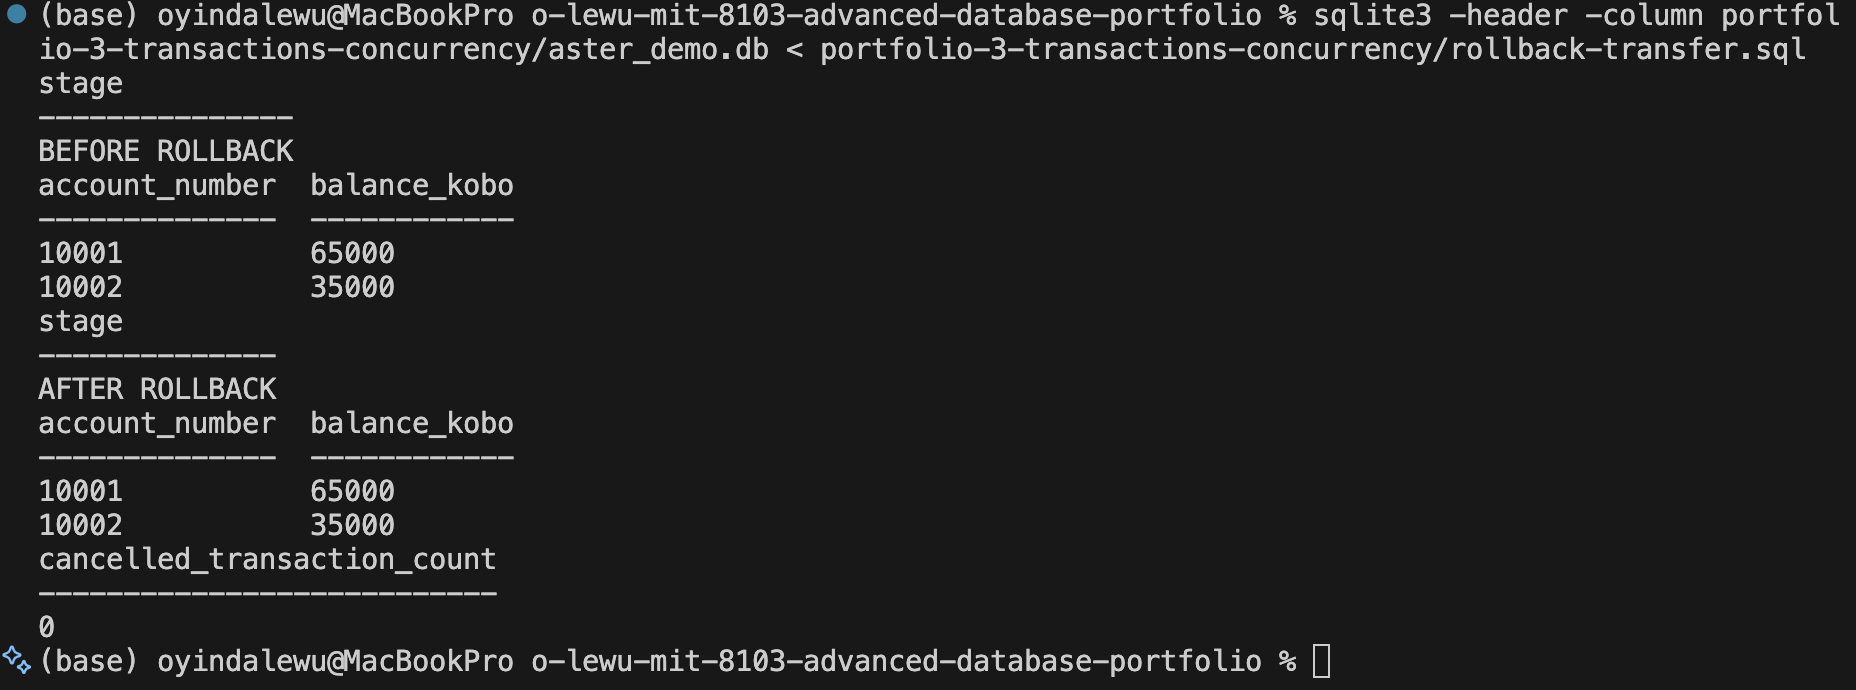 (base) oyindalewu@MacBookPro o-lewu-mit-8103-advanced-database-portfolio % sqlite3 -header -column portfol
io-3-transactions-concurrency/aster_demo.db < portfolio-3-transactions-concurrency/rollback-transfer.sql
stage
---------------
BEFORE ROLLBACK
account_number  balance_kobo
--------------  ------------
10001           65000
10002           35000
stage
--------------
AFTER ROLLBACK
account_number  balance_kobo
--------------  ------------
10001           65000
10002           35000
cancelled_transaction_count
---------------------------
0
(base) oyindalewu@MacBookPro o-lewu-mit-8103-advanced-database-portfolio %